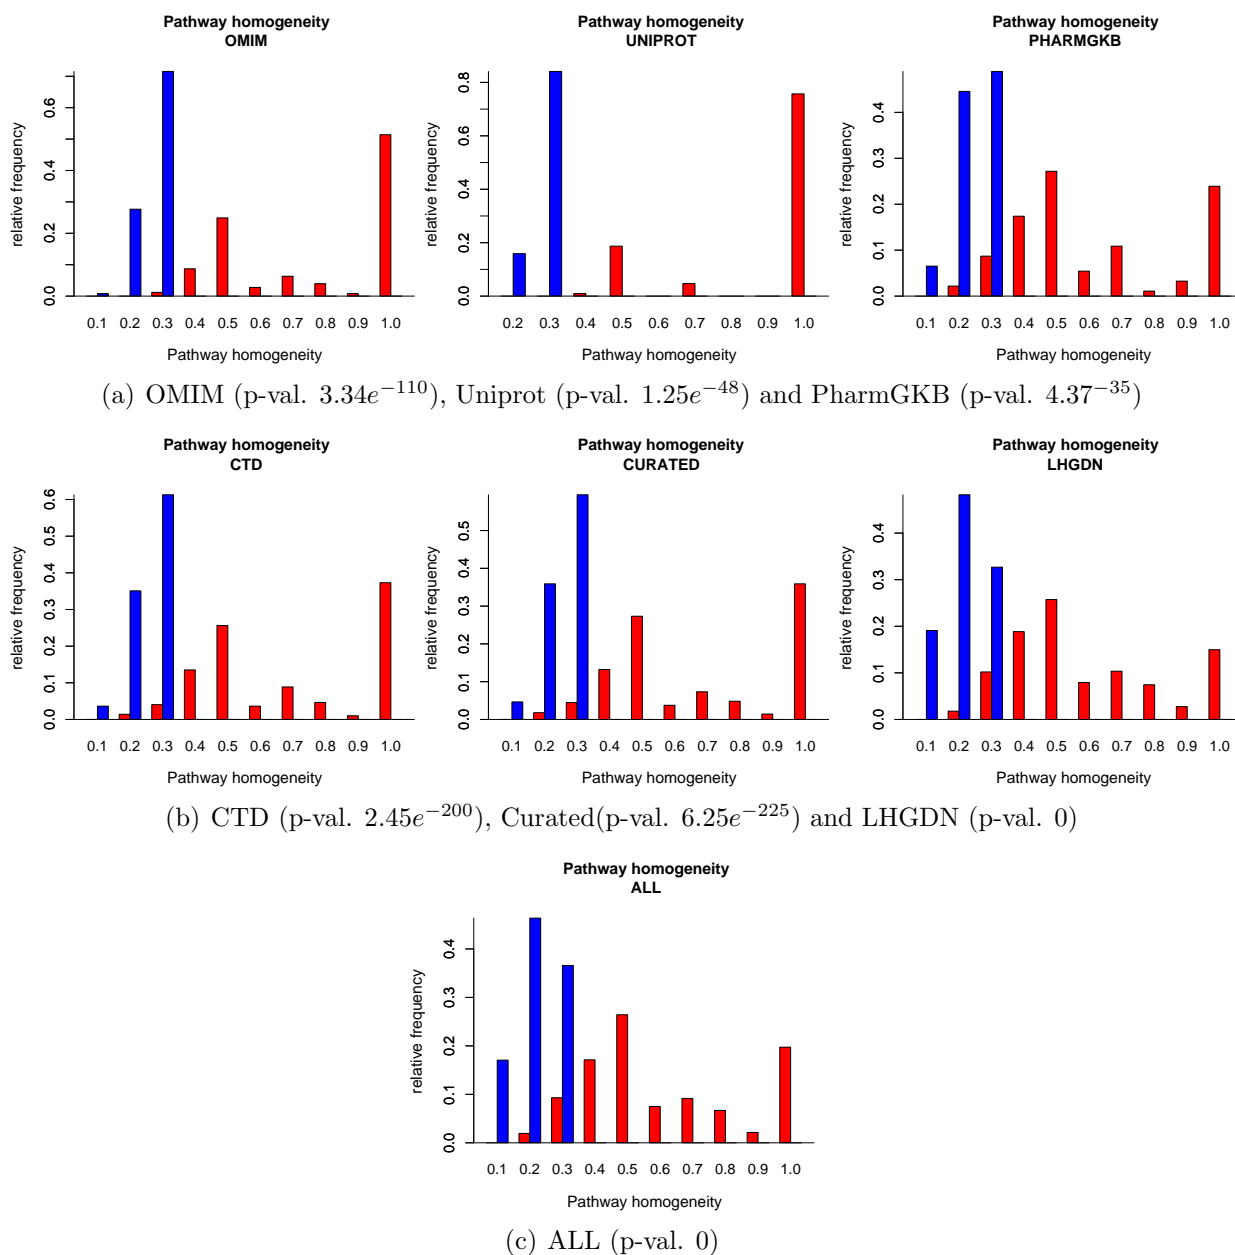 Pathway homogeneity
OMIM
relative frequency
0.0 0.2 0.4 0.6
0.1 0.2 0.3 0.4 0.5 0.6 0.7 0.8 0.9 1.0
Pathway homogeneity
Pathway homogeneity
UNIPROT
relative frequency
0.0 0.2 0.4 0.6 0.8
0.2 0.3 0.4 0.5 0.6 0.7 0.8 0.9 1.0
Pathway homogeneity
Pathway homogeneity
PHARMGKB
relative frequency
0.0 0.1 0.2 0.3 0.4
0.1 0.2 0.3 0.4 0.5 0.6 0.7 0.8 0.9 1.0
Pathway homogeneity
(a) OMIM (p-val. 3.34e^{−110}), Uniprot (p-val. 1.25e^{−48}) and PharmGKB (p-val. 4.37^{−35})
Pathway homogeneity
CTD
relative frequency
0.0 0.1 0.2 0.3 0.4 0.5 0.6
0.1 0.2 0.3 0.4 0.5 0.6 0.7 0.8 0.9 1.0
Pathway homogeneity
Pathway homogeneity
CURATED
relative frequency
0.0 0.1 0.2 0.3 0.4 0.5
0.1 0.2 0.3 0.4 0.5 0.6 0.7 0.8 0.9 1.0
Pathway homogeneity
Pathway homogeneity
LHGDN
relative frequency
0.0 0.1 0.2 0.3 0.4
0.1 0.2 0.3 0.4 0.5 0.6 0.7 0.8 0.9 1.0
Pathway homogeneity
(b) CTD (p-val. 2.45e^{−200}), Curated(p-val. 6.25e^{−225}) and LHGDN (p-val. 0)
Pathway homogeneity
ALL
relative frequency
0.0 0.1 0.2 0.3 0.4
0.1 0.2 0.3 0.4 0.5 0.6 0.7 0.8 0.9 1.0
Pathway homogeneity
(c) ALL (p-val. 0)